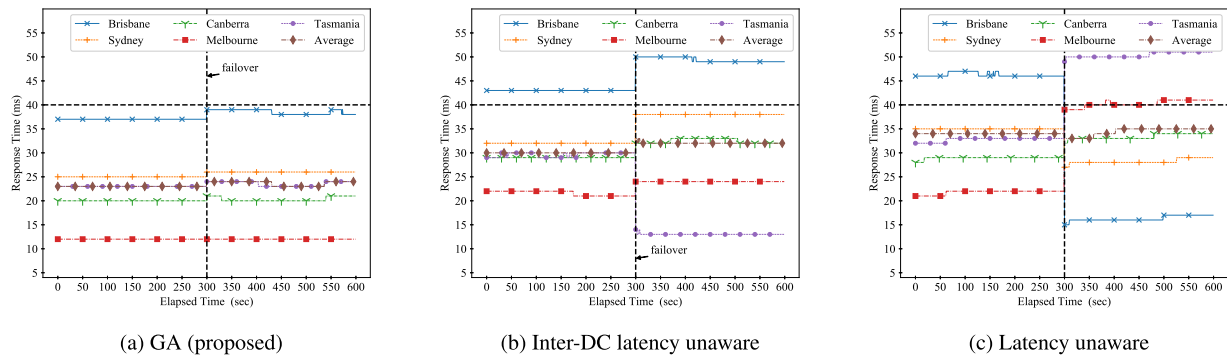 Brisbane Canberra Tasmania
Sydney Melbourne Average
failover
55
50
45
40
35
30
25
20
15
10
5
Response Time (ms)
0 50 100 150 200 250 300 350 400 450 500 550 600
Elapsed Time (sec)
(a) GA (proposed)
Brisbane Canberra Tasmania
Sydney Melbourne Average
55
50
45
40
35
30
25
20
15
10
5
Response Time (ms)
failover
0 50 100 150 200 250 300 350 400 450 500 550 600
Elapsed Time (sec)
(b) Inter-DC latency unaware
Brisbane Canberra Tasmania
Sydney Melbourne Average
55
50
45
40
35
30
25
20
15
10
5
Response Time (ms)
0 50 100 150 200 250 300 350 400 450 500 550 600
Elapsed Time (sec)
(c) Latency unaware